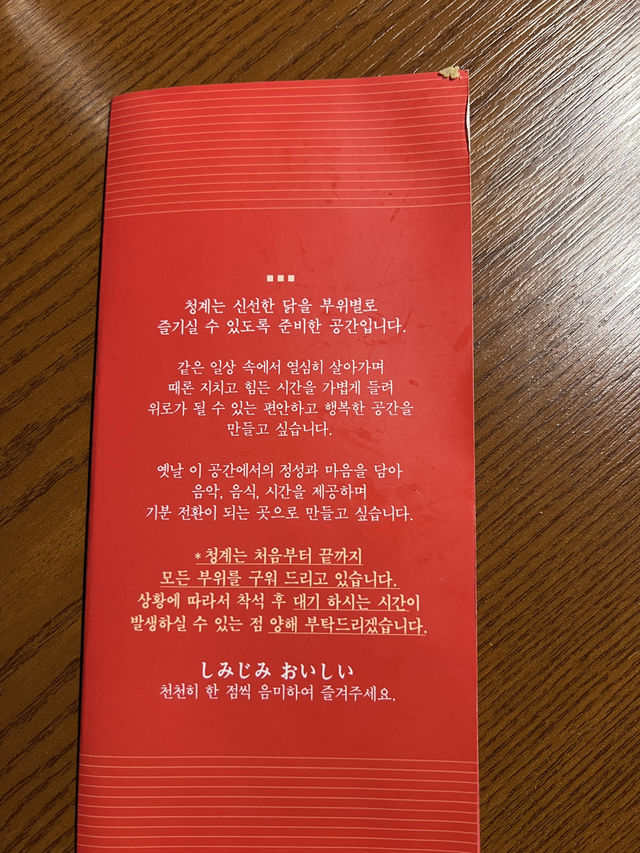 청계는 신선한 닭을 부위별로
즐기실 수 있도록 준비한 공간입니다.
같은 일상 속에서 열심히 살아가며
때론 지치고 힘든 시간을 가볍게 들려
위로가 될 수 있는 편안하고 행복한 공간을
만들고 싶습니다.
옛날 이 공간에서의 정성과 마음을 담아
음악, 음식, 시간을 제공하며
기분 전환이 되는 곳으로 만들고 싶습니다.
*청계는 처음부터 끝까지
모든 부위를 구워 드리고 있습니다.
상황에 따라서 착석 후 대기 하시는 시간이
발생하실 수 있는 점 양해 부탁드리겠습니다.
しみじみ おいしい
천천히 한 점씩 음미하여 즐겨주세요.